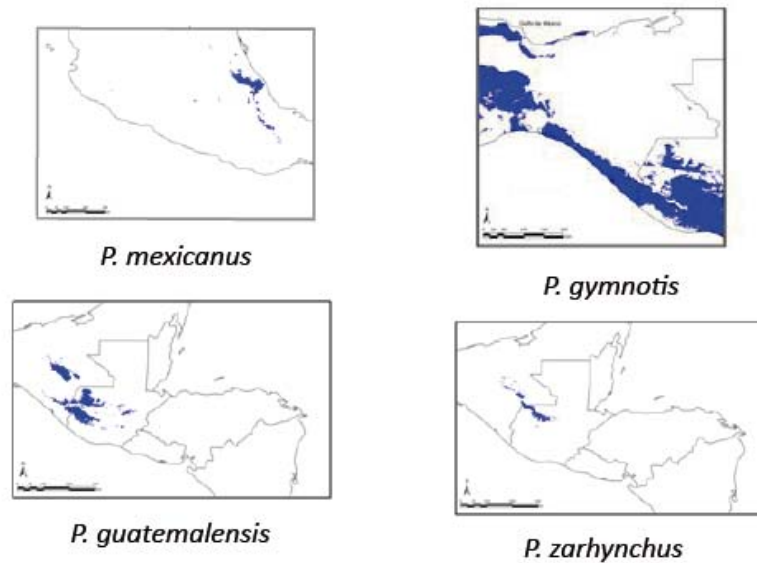 P. mexicanus
P. gymnotis
P. guatemalensis
P. zarhynchus